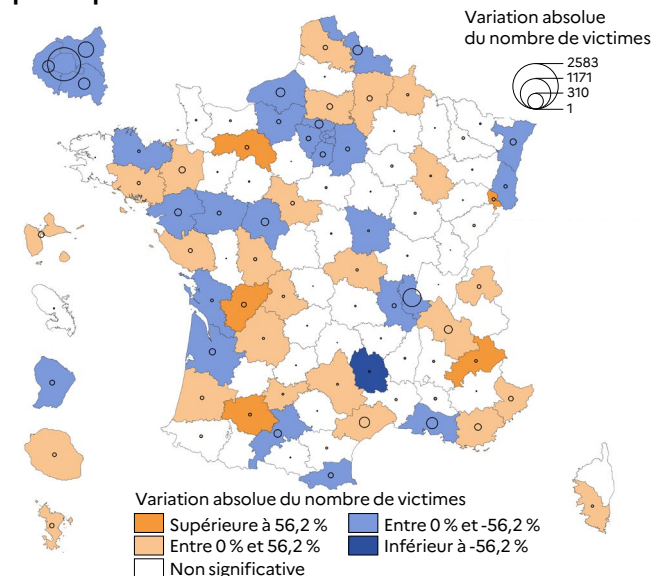 Variation absolue
du nombre de victimes
2583
1171
310
1
Variation absolue du nombre de victimes
Supérieure à 56,2 %
Entre 0 % et -56,2 %
Entre 0 % et 56,2 %
Inférieur à -56,2 %
Non significative